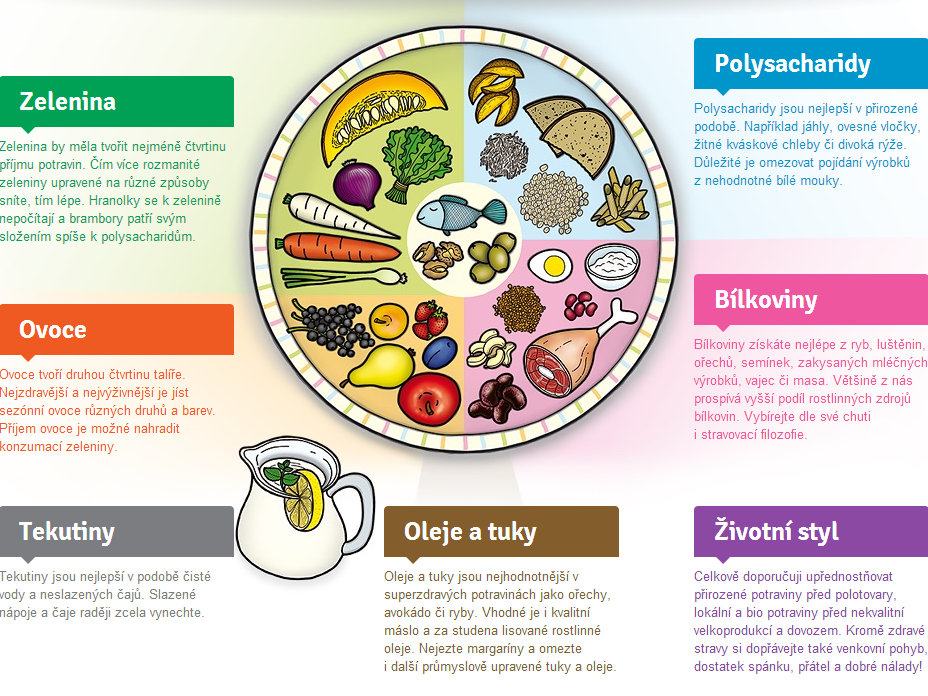 Zelenina
Zelenina by měla tvořit nejméně čtvrtinu
příjmu potravin. Čím více rozmanité
zeleniny upravené na různé způsoby
sníte, tím lépe. Hranolky se k zelenině
nepočítají a brambory patří svým
složením spíše k polysacharidům.
Ovoce
Ovoce tvoří druhou čtvrtinu talíře.
Nejzdravější a nejvýživnější je jíst
sezónní ovoce různých druhů a barev.
Příjem ovoce je možné nahradit
konzumací zeleniny.
Tekutiny
Tekutiny jsou nejlepší v podobě čisté
vody a neslazených čajů. Slazené
nápoje a čaje raději zcela vynechte.
Oleje a tuky
Oleje a tuky jsou nejhodnotnější v
superzdravých potravinách jako ořechy,
avokádo či ryby. Vhodné je i kvalitní
máslo a za studena lisované rostlinné
oleje. Nejezte margaríny a omezte
i další průmyslově upravené tuky a oleje.
Polysacharidy
Polysacharidy jsou nejlepší v přirozené
podobě. Například jáhly, ovesné vločky,
žitné kváskové chleby či divoká rýže.
Důležité je omezovat pojídání výrobků
z nehodnotné bílé mouky.
Bílkoviny
Bílkoviny získáte nejlépe z ryb, luštěnin,
ořechů, semínek, zakysaných mléčných
výrobků, vajec či masa. Většině z nás
prospívá vyšší podíl rostlinných zdrojů
bílkovin. Vybírejte dle své chuti
i stravovací filozofie.
Životní styl
Celkově doporučuji upřednostňovat
přirozené potraviny před polotovary,
lokální a bio potraviny před nekvalitní
velkoprodukcí a dovozem. Kromě zdravé
stravy si dopřávejte také venkovní pohyb,
dostatek spánku, přátel a dobré nálady!